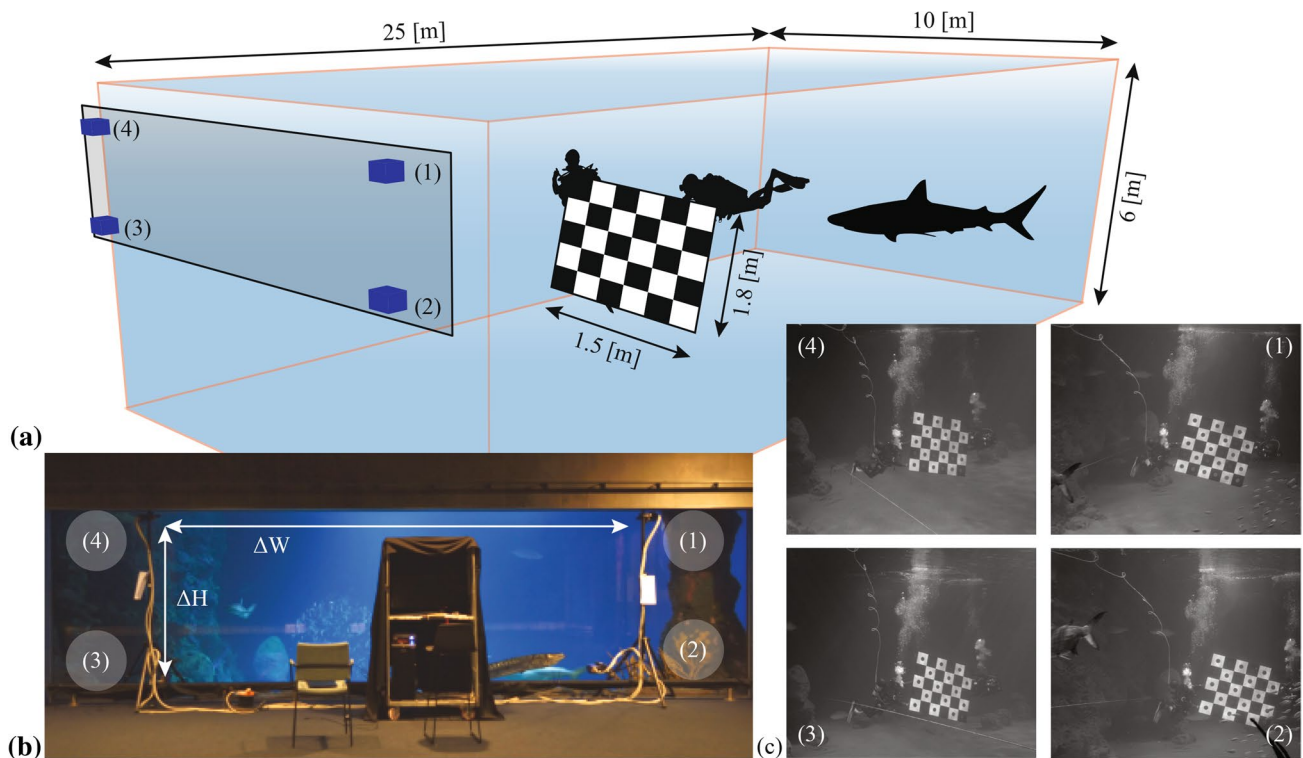 25 [m]
10 [m]
(4)
(1)
(3)
(2)
6 [m]
1.8 [m]
1.5 [m]
(a)
(4)
(1)
(4)
(1)
ΔW
ΔH
(3)
(2)
(b)
(c)
(3)
(2)